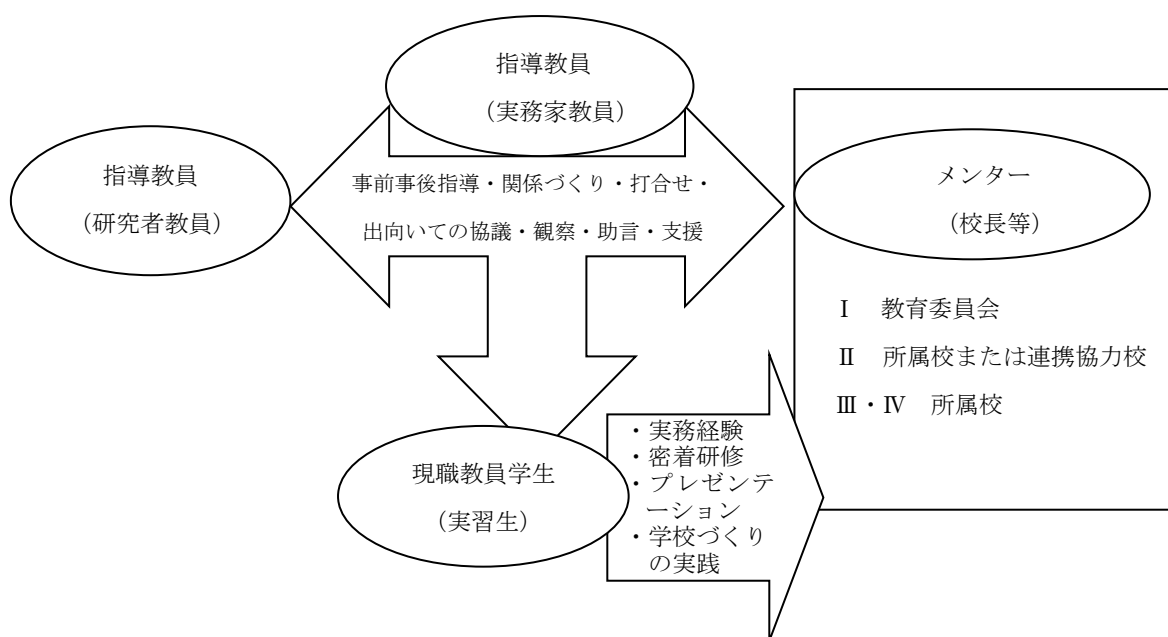 指導教員
（実務家教員）
指導教員
（研究者教員）
事前事後指導・関係づくり・打合せ・
出向いての協議・観察・助言・支援
メンター
（校長等）
Ⅰ　教育委員会
Ⅱ　所属校または連携協力校
Ⅲ・Ⅳ　所属校
現職教員学生
（実習生）
・実務経験
・密着研修
・プレゼンテ
ーション
・学校づくり
の実践